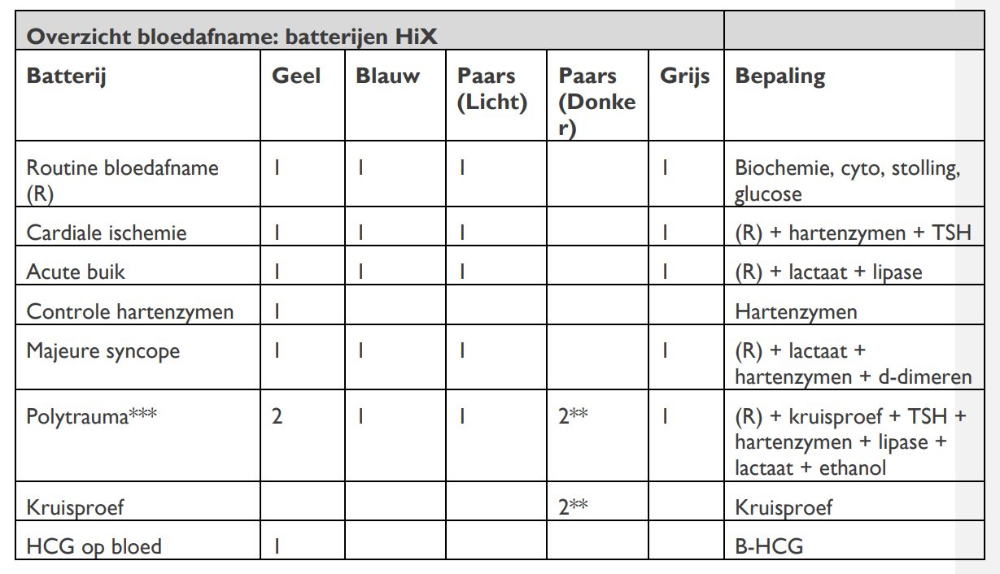 Overzicht bloedafname: batterijen HiX
Batterij Geel Blauw Paars (Licht) Paars (Donker) Grijs Bepaling
Routine bloedafname (R) 1 1 1 1 Biochemie, cyto, stolling, glucose
Cardiale ischemie 1 1 1 1 (R) + hartenzymen + TSH
Acute buik 1 1 1 1 (R) + lactaat + lipase
Controle hartenzymen 1 Hartenzymen
Majeure syncope 1 1 1 1 (R) + lactaat + hartenzymen + d-dimeren
Polytrauma*** 2 1 1 2** 1 (R) + kruisproef + TSH + hartenzymen + lipase + lactaat + ethanol
Kruisproef 2** Kruisproef
HCG op bloed 1 B-HCG